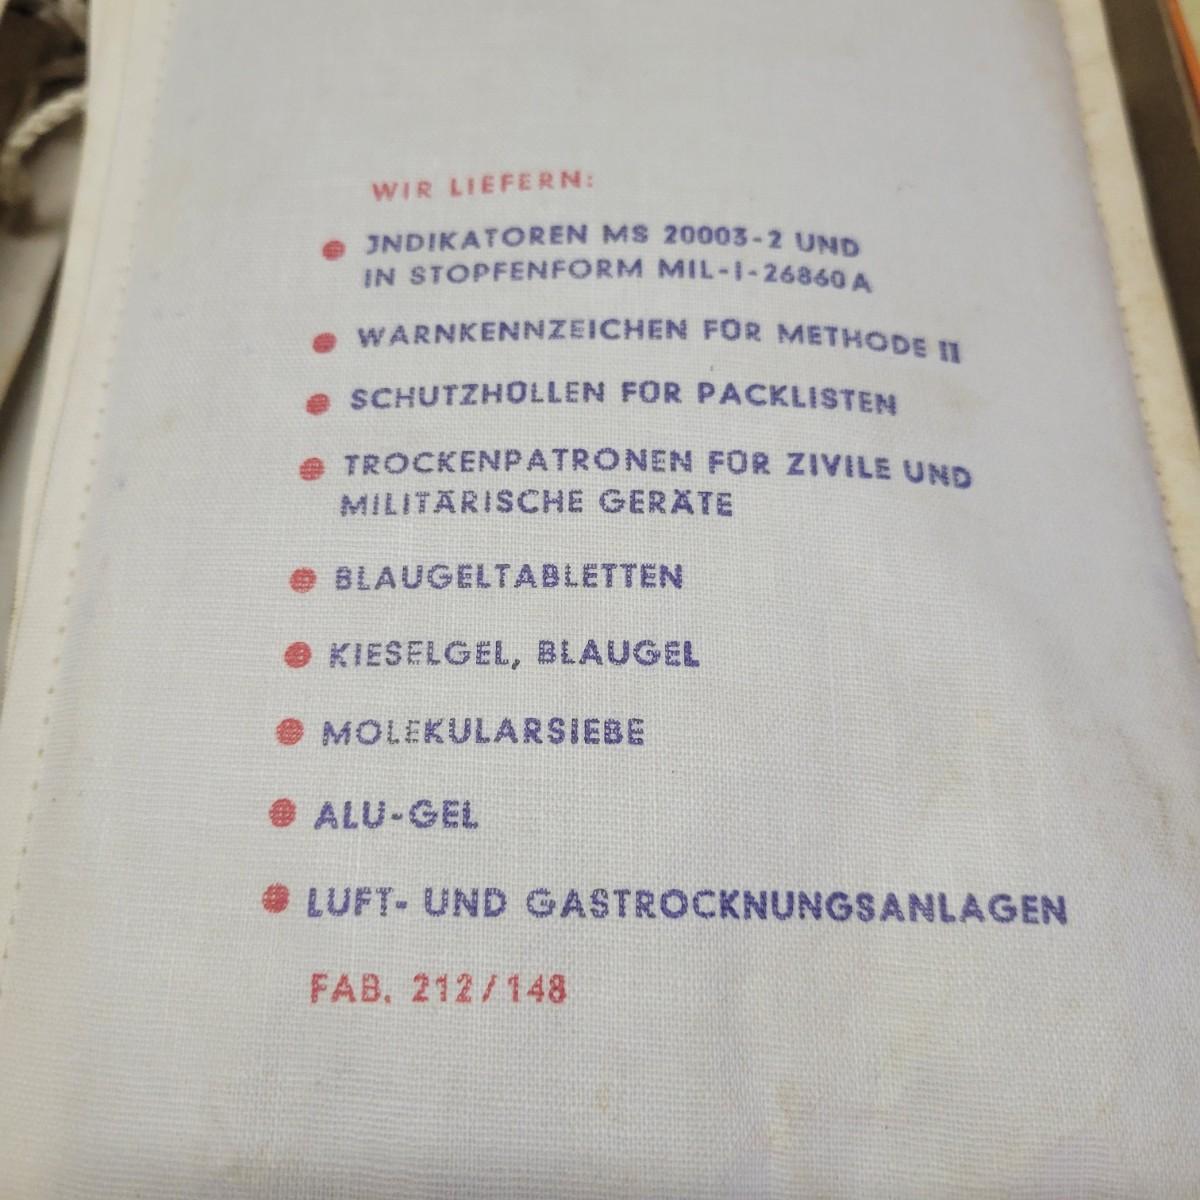 WIR LIEFERN:
JNDIKATOREN MS 20003-2 UND
IN STOPFENFORM MIL-I-26860A
WARNKENNZEICHEN FÜR METHODE II
SCHUTZHÜLLEN FÜR PACKLISTEN
TROCKENPATRONEN FÜR ZIVILE UND
MILITÄRISCHE GERÄTE
BLAUGELTABLETTEN
KIESELGEL, BLAUGEL
MOLEKULARSIEBE
ALU-GEL
LUFT- UND GASTROCKNUNGSANLAGEN
FAB. 212/148